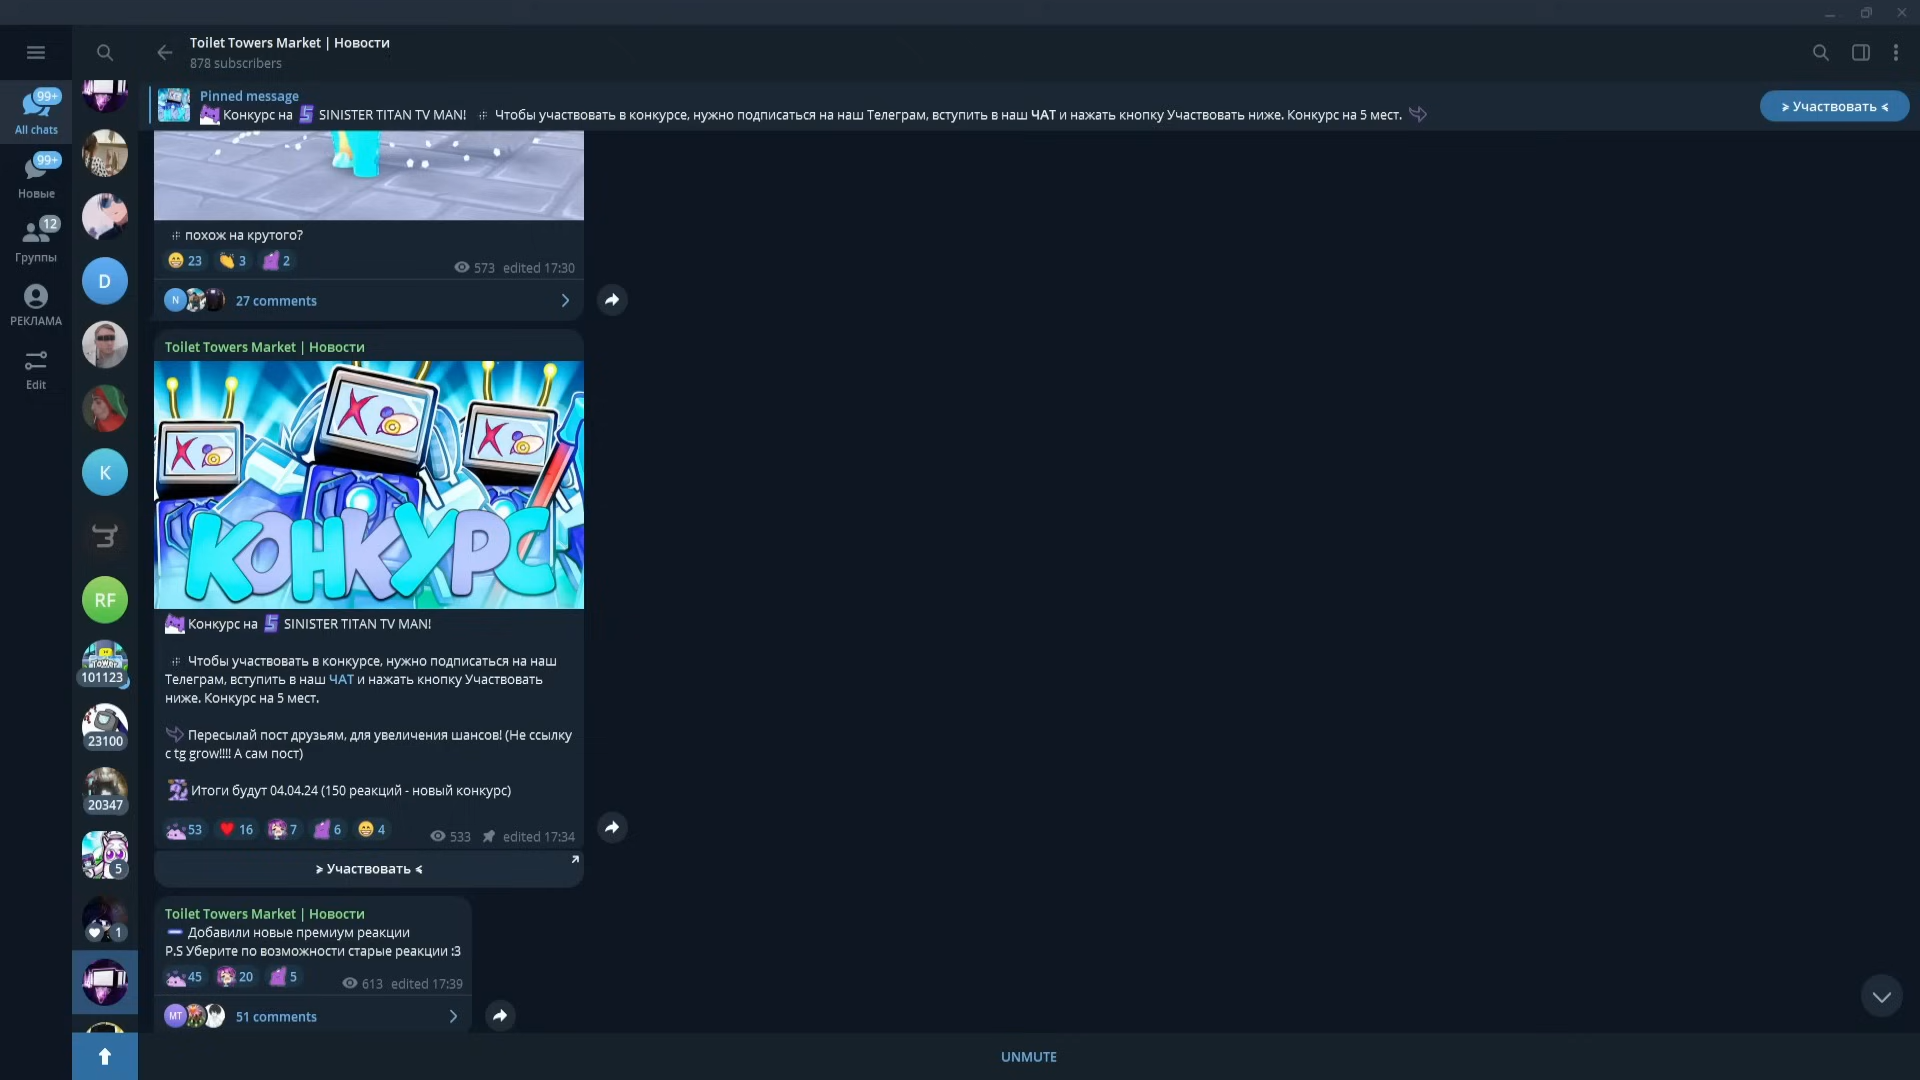 Toilet Towers Market | Новости
878 subscribers
Pinned message
Конкурс на SINISTER TITAN TV MAN! Чтобы участвовать в конкурсе, нужно подписаться на наш Телеграм, вступить в наш ЧАТ и нажать кнопку Участвовать ниже. Конкурс на 5 мест.
⪢ Участвовать ⪡
99+
All chats
99+
Новые
12
Группы
РЕКЛАМА
Edit
D
K
RF
101123
23100
20347
5
1
похож на крутого?
23 3 2
573 edited 17:30
N 27 comments
Toilet Towers Market | Новости
КОНКУРС
Конкурс на SINISTER TITAN TV MAN!
Чтобы участвовать в конкурсе, нужно подписаться на наш
Телеграм, вступить в наш ЧАТ и нажать кнопку Участвовать
ниже. Конкурс на 5 мест.
Пересылай пост друзьям, для увеличения шансов! (Не ссылку
с tg grow!!!! А сам пост)
Итоги будут 04.04.24 (150 реакций - новый конкурс)
53 16 7 6 4
533 edited 17:34
⪢ Участвовать ⪡
Toilet Towers Market | Новости
Добавили новые премиум реакции
P.S Уберите по возможности старые реакции :3
45 20 5
613 edited 17:39
MT 51 comments
UNMUTE